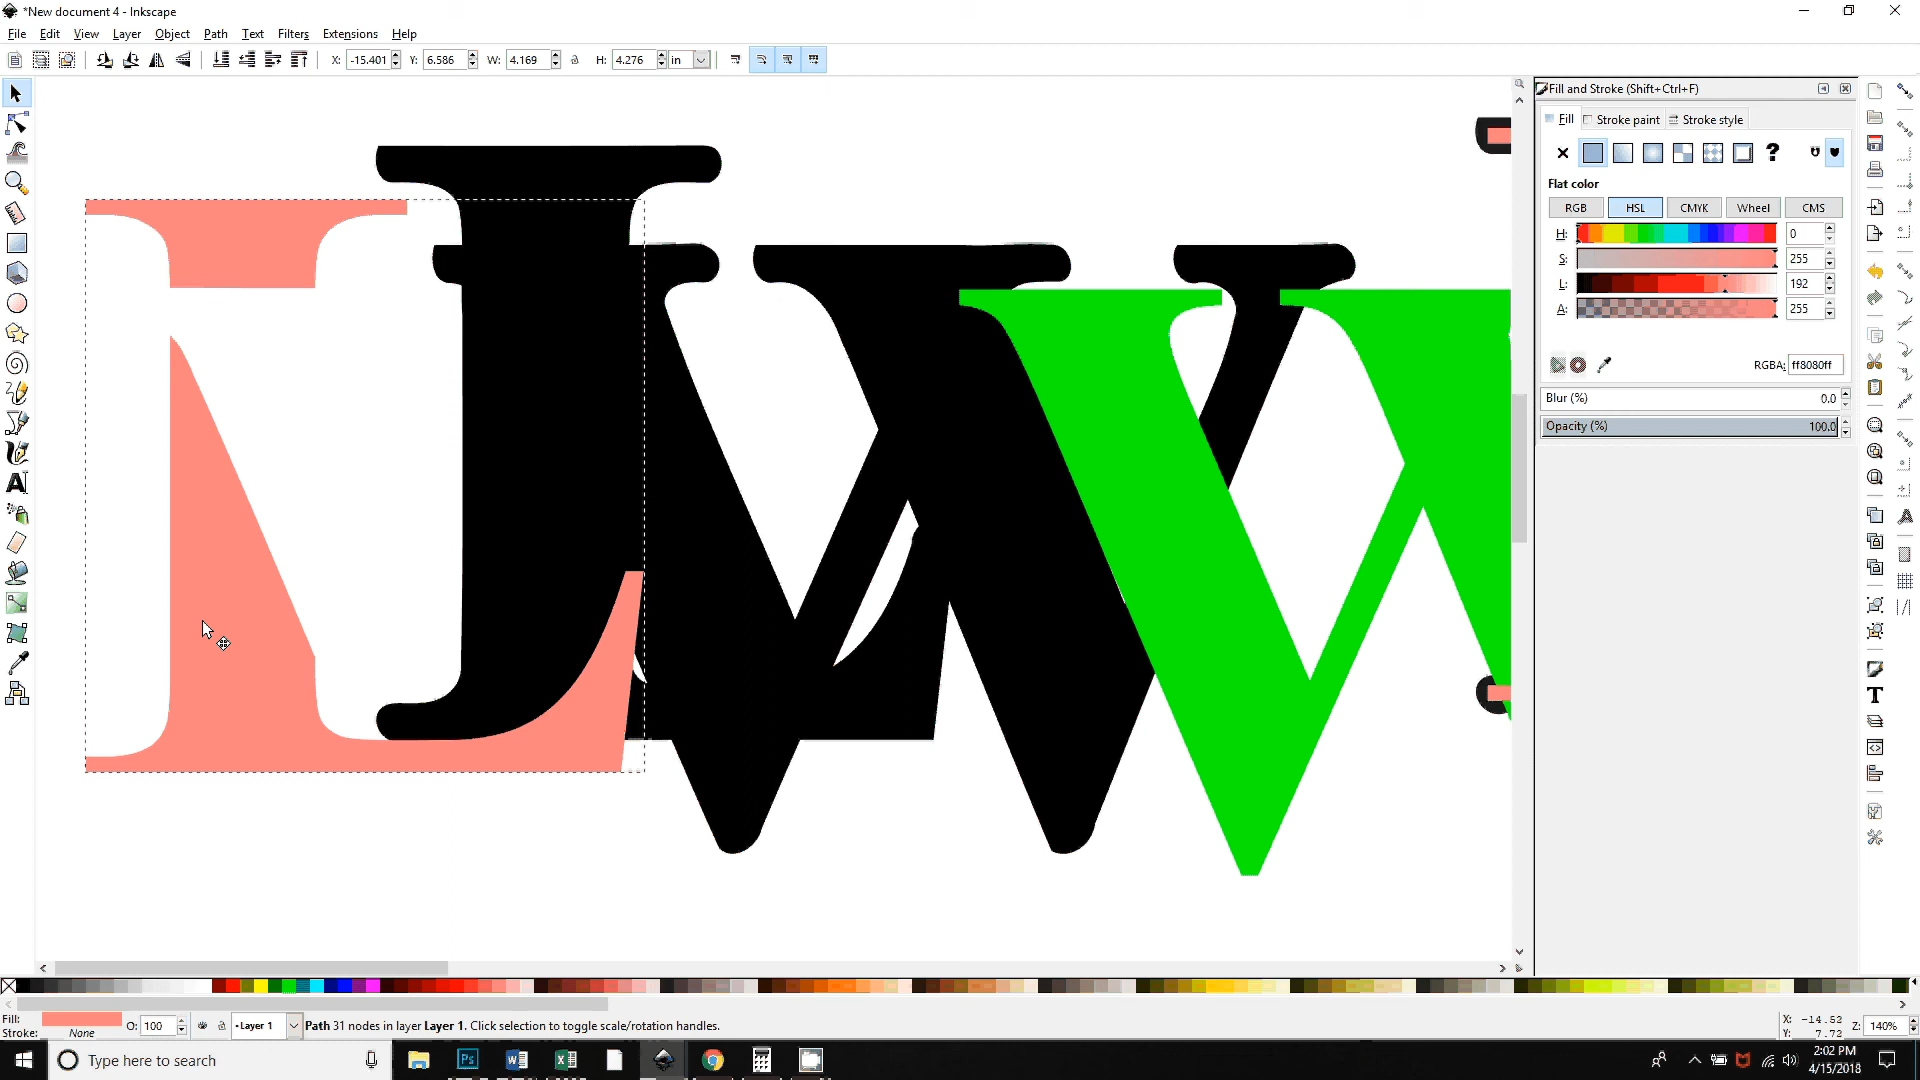 *New document 4 - Inkscape
File Edit View Layer Object Path Text Filters Extensions Help
X: -15.401 Y: 6.586 W: 4.169 H: 4.276 in
Fill and Stroke (Shift+Ctrl+F)
Fill Stroke paint Stroke style
?
Flat color
RGB HSL CMYK Wheel CMS
H: 0
S: 255
L: 192
A: 255
RGBA: ff8080ff
Blur (%) 0.0
Opacity (%) 100.0
L L W W
Fill:
Stroke: None
O: 100
•Layer 1
Path 31 nodes in layer Layer 1. Click selection to toggle scale/rotation handles.
X: -14.52
Y: 7.72
Z: 140%
Type here to search
2:02 PM
4/15/2018